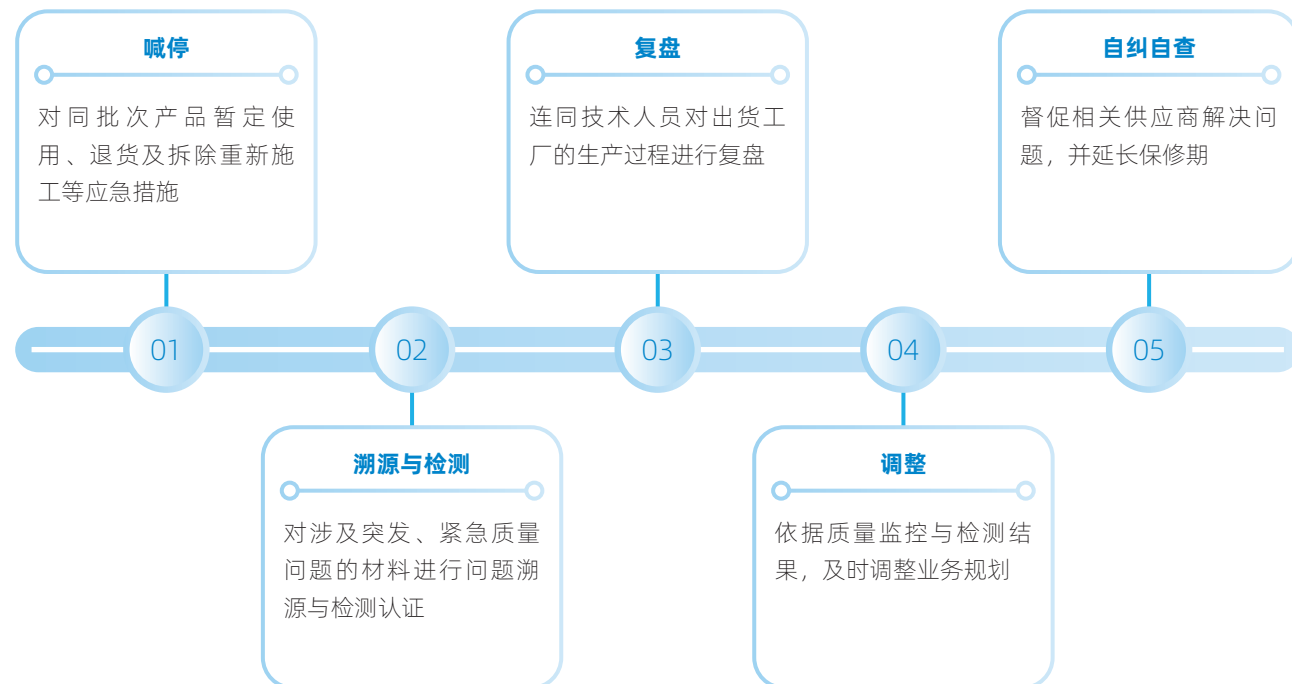 喊停
对同批次产品暂定使
用、退货及拆除重新施
工等应急措施
01
溯源与检测
对涉及突发、紧急质量
问题的材料进行问题溯
源与检测认证
02
复盘
连同技术人员对出货工
厂的生产过程进行复盘
03
调整
依据质量监控与检测结
果，及时调整业务规划
04
自纠自查
督促相关供应商解决问
题，并延长保修期
05